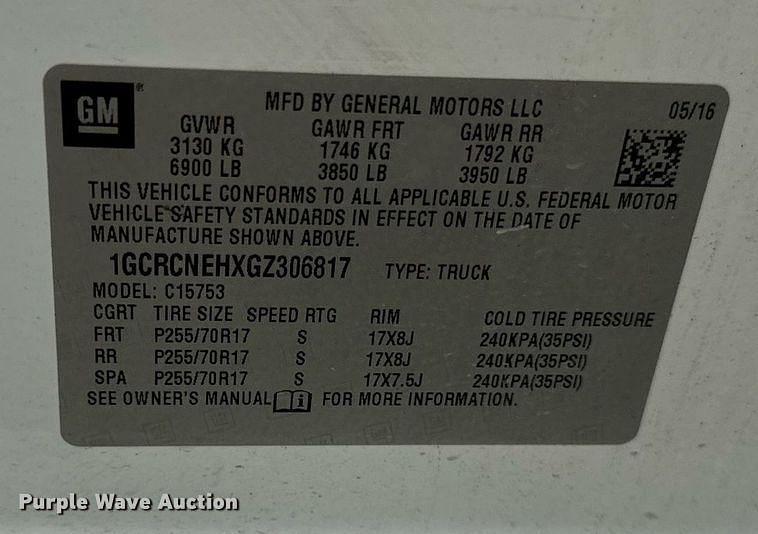 GM®
MFD BY GENERAL MOTORS LLC 05/16
GVWR GAWR FRT GAWR RR
3130 KG 1746 KG 1792 KG
6900 LB 3850 LB 3950 LB
THIS VEHICLE CONFORMS TO ALL APPLICABLE U.S. FEDERAL MOTOR
VEHICLE SAFETY STANDARDS IN EFFECT ON THE DATE OF
MANUFACTURE SHOWN ABOVE.
1GCRCNEHXGZ306817 TYPE: TRUCK
MODEL: C15753
CGRT TIRE SIZE SPEED RTG RIM COLD TIRE PRESSURE
FRT P255/70R17 S 17X8J 240KPA(35PSI)
RR P255/70R17 S 17X8J 240KPA(35PSI)
SPA P255/70R17 S 17X7.5J 240KPA(35PSI)
SEE OWNER'S MANUAL i FOR MORE INFORMATION.
Purple Wave Auction